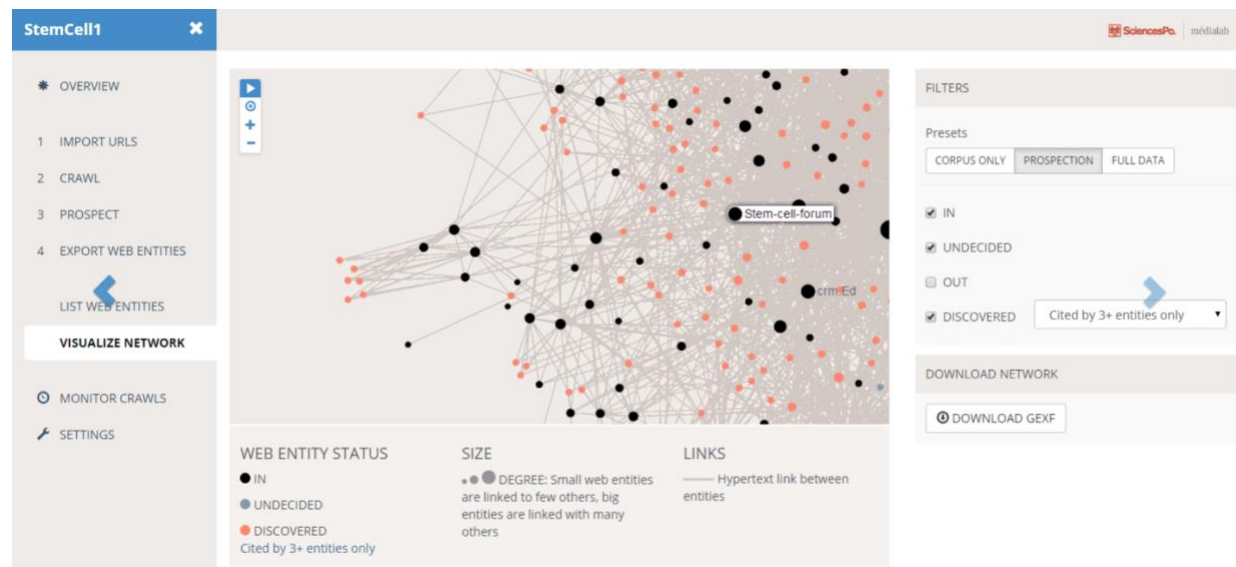 StemCell1 ✖
SciencesPo. médialab
OVERVIEW
1 IMPORT URLS
2 CRAWL
3 PROSPECT
4 EXPORT WEB ENTITIES
LIST WEB ENTITIES
VISUALIZE NETWORK
MONITOR CRAWLS
SETTINGS
+
-
Stem-cell-forum
crm.Ed
WEB ENTITY STATUS
IN
UNDECIDED
DISCOVERED
Cited by 3+ entities only
SIZE
DEGREE: Small web entities
are linked to few others, big
entities are linked with many
others
LINKS
Hypertext link between
entities
FILTERS
Presets
CORPUS ONLY PROSPECTION FULL DATA
IN
UNDECIDED
OUT
DISCOVERED Cited by 3+ entities only
DOWNLOAD NETWORK
DOWNLOAD GEXF